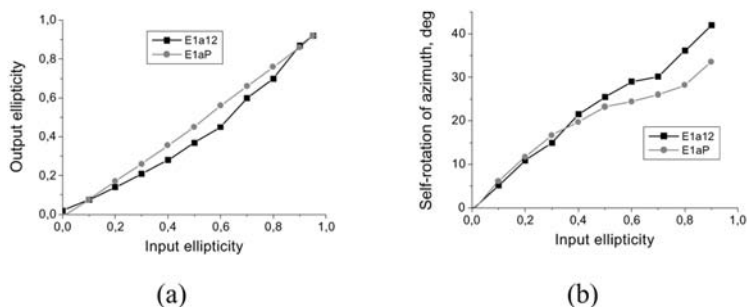 1,0
0,8
0,6
0,4
0,2
0,0
Output ellipticity
E1a12
E1aP
0,0 0,2 0,4 0,6 0,8 1,0
Input ellipticity
(a)
40
30
20
10
0
Self-rotation of azimuth, deg
E1a12
E1aP
0,0 0,2 0,4 0,6 0,8 1,0
Input ellipticity
(b)